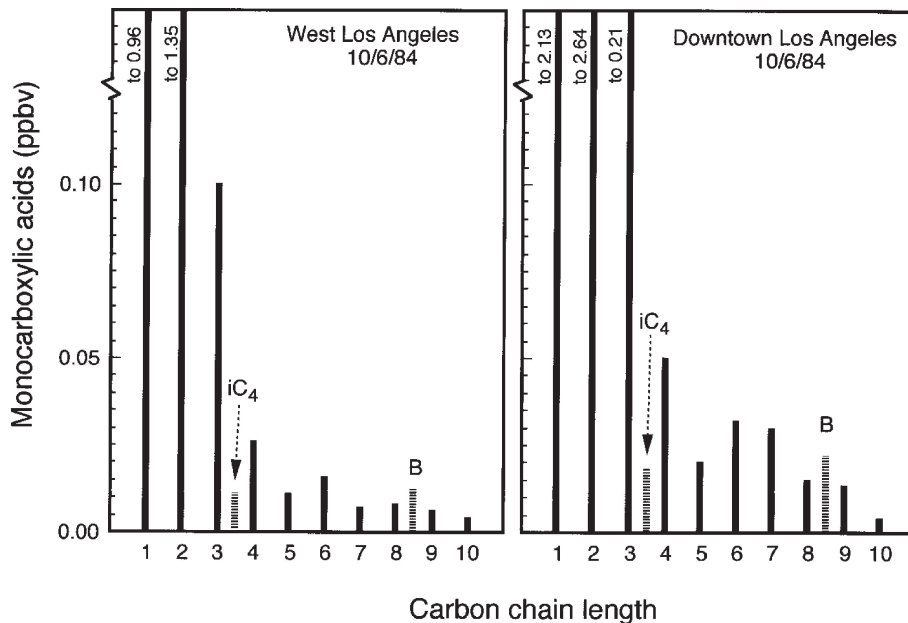 Monocarboxylic acids (ppbv)
0.10
0.05
0.00
to 0.96
to 1.35
West Los Angeles
10/6/84
iC₄
B
1 2 3 4 5 6 7 8 9 10
to 2.13
to 2.64
to 0.21
Downtown Los Angeles
10/6/84
iC₄
B
1 2 3 4 5 6 7 8 9 10
Carbon chain length